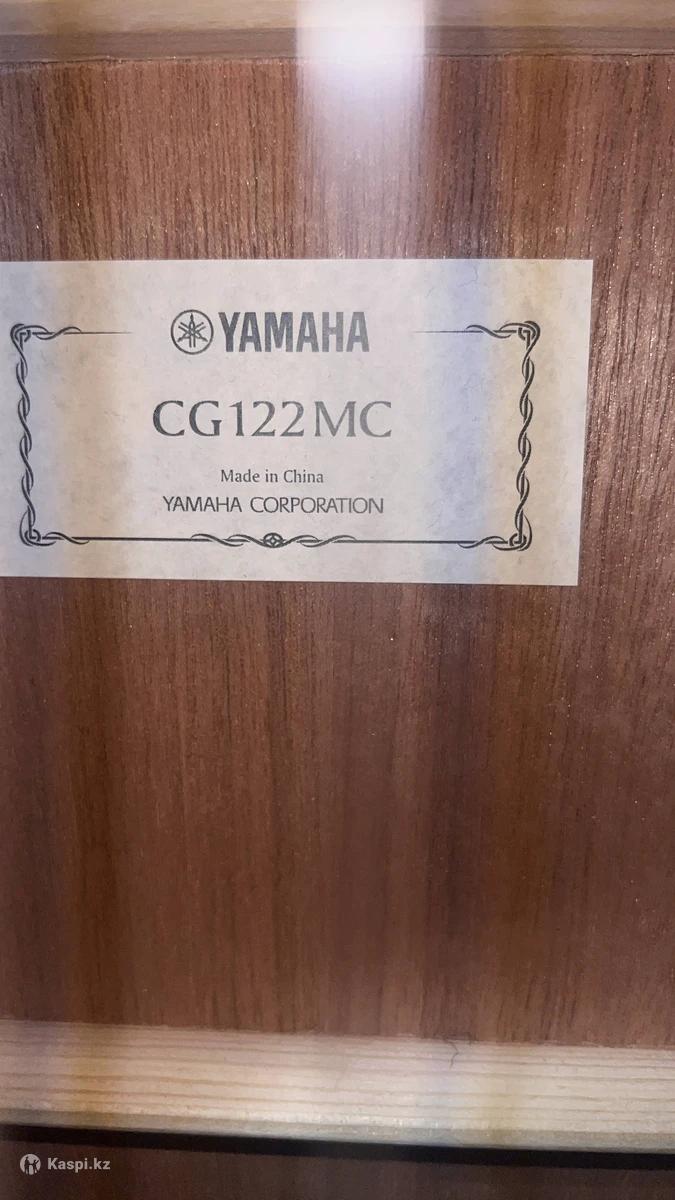 YAMAHA
CG122MC
Made in China
YAMAHA CORPORATION
Kaspi.kz